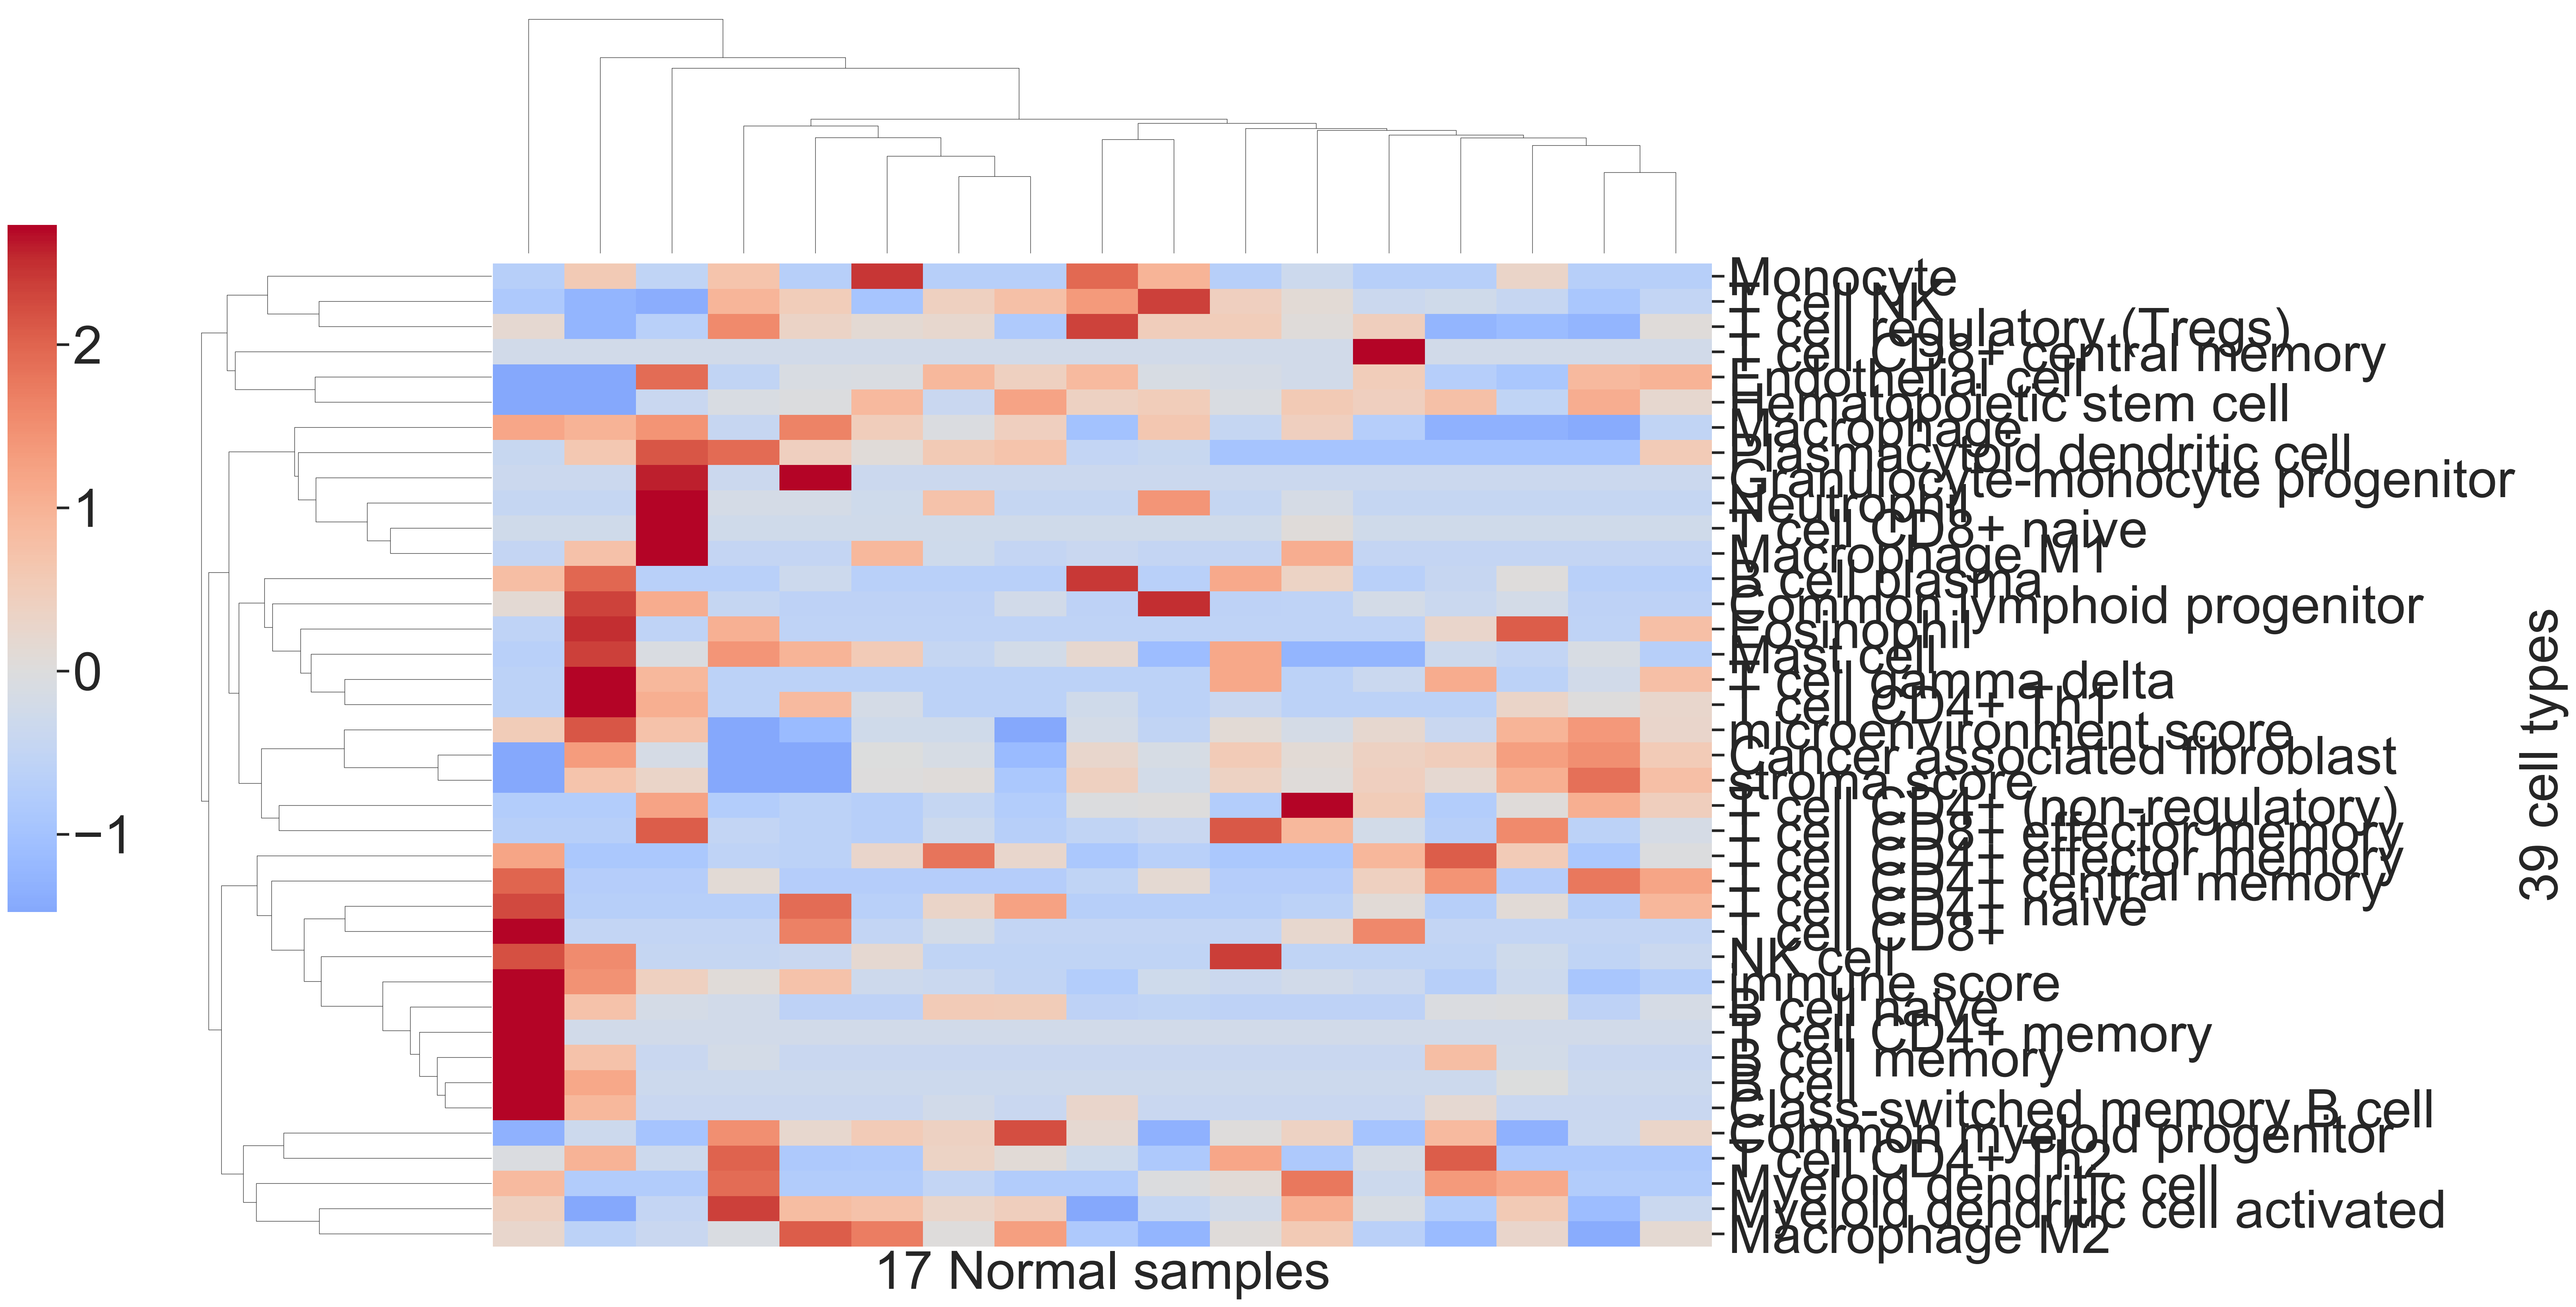 2
1
0
−1
Monocyte
T cell NK
T cell regulatory (Tregs)
T cell CD8+ central memory
Endothelial cell
Hematopoietic stem cell
Macrophage
Plasmacytoid dendritic cell
Granulocyte-monocyte progenitor
Neutrophil
T cell CD8+ naive
Macrophage M1
B cell plasma
Common lymphoid progenitor
Eosinophil
Mast cell
T cell gamma delta
T cell CD4+ Th1
microenvironment score
Cancer associated fibroblast
stroma score
T cell CD4+ (non-regulatory)
T cell CD8+ effector memory
T cell CD4+ effector memory
T cell CD4+ central memory
T cell CD4+ naive
T cell CD8+
NK cell
immune score
B cell naive
T cell CD4+ memory
B cell memory
B cell
Class-switched memory B cell
Common myeloid progenitor
T cell CD4+ Th2
Myeloid dendritic cell
Myeloid dendritic cell activated
Macrophage M2
39 cell types
17 Normal samples